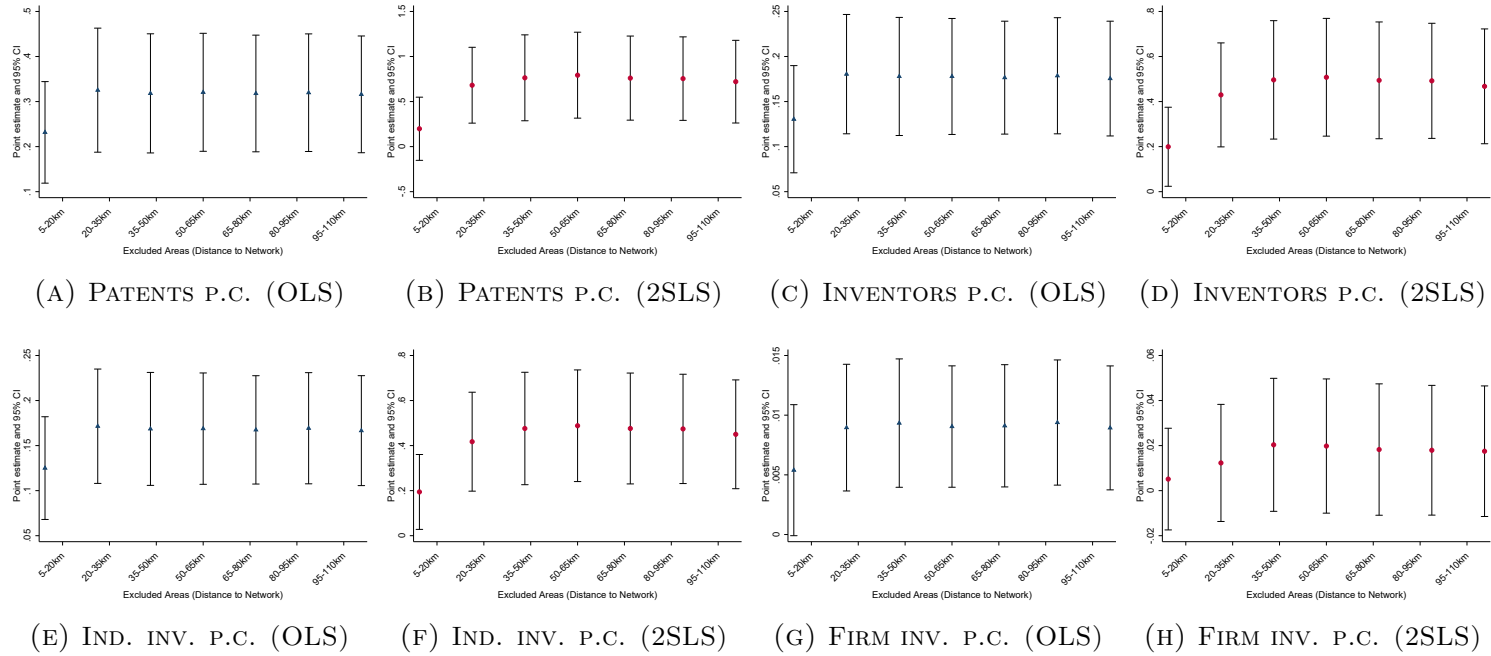 Point estimate and 95% CI
.1 .2 .3 .4 .5
5-20km 20-35km 35-50km 50-65km 65-80km 80-95km 95-110km
Excluded Areas (Distance to Network)
(A) Patents p.c. (OLS)
Point estimate and 95% CI
-.5 0 .5 1 1.5
5-20km 20-35km 35-50km 50-65km 65-80km 80-95km 95-110km
Excluded Areas (Distance to Network)
(B) Patents p.c. (2SLS)
Point estimate and 95% CI
.05 .1 .15 .2 .25
5-20km 20-35km 35-50km 50-65km 65-80km 80-95km 95-110km
Excluded Areas (Distance to Network)
(C) Inventors p.c. (OLS)
Point estimate and 95% CI
0 .2 .4 .6 .8
5-20km 20-35km 35-50km 50-65km 65-80km 80-95km 95-110km
Excluded Areas (Distance to Network)
(D) Inventors p.c. (2SLS)
Point estimate and 95% CI
.05 .1 .15 .2 .25
5-20km 20-35km 35-50km 50-65km 65-80km 80-95km 95-110km
Excluded Areas (Distance to Network)
(E) Ind. inv. p.c. (OLS)
Point estimate and 95% CI
0 .2 .4 .6 .8
5-20km 20-35km 35-50km 50-65km 65-80km 80-95km 95-110km
Excluded Areas (Distance to Network)
(F) Ind. inv. p.c. (2SLS)
Point estimate and 95% CI
0 .005 .01 .015
5-20km 20-35km 35-50km 50-65km 65-80km 80-95km 95-110km
Excluded Areas (Distance to Network)
(G) Firm inv. p.c. (OLS)
Point estimate and 95% CI
-.02 0 .02 .04 .06
5-20km 20-35km 35-50km 50-65km 65-80km 80-95km 95-110km
Excluded Areas (Distance to Network)
(H) Firm inv. p.c. (2SLS)